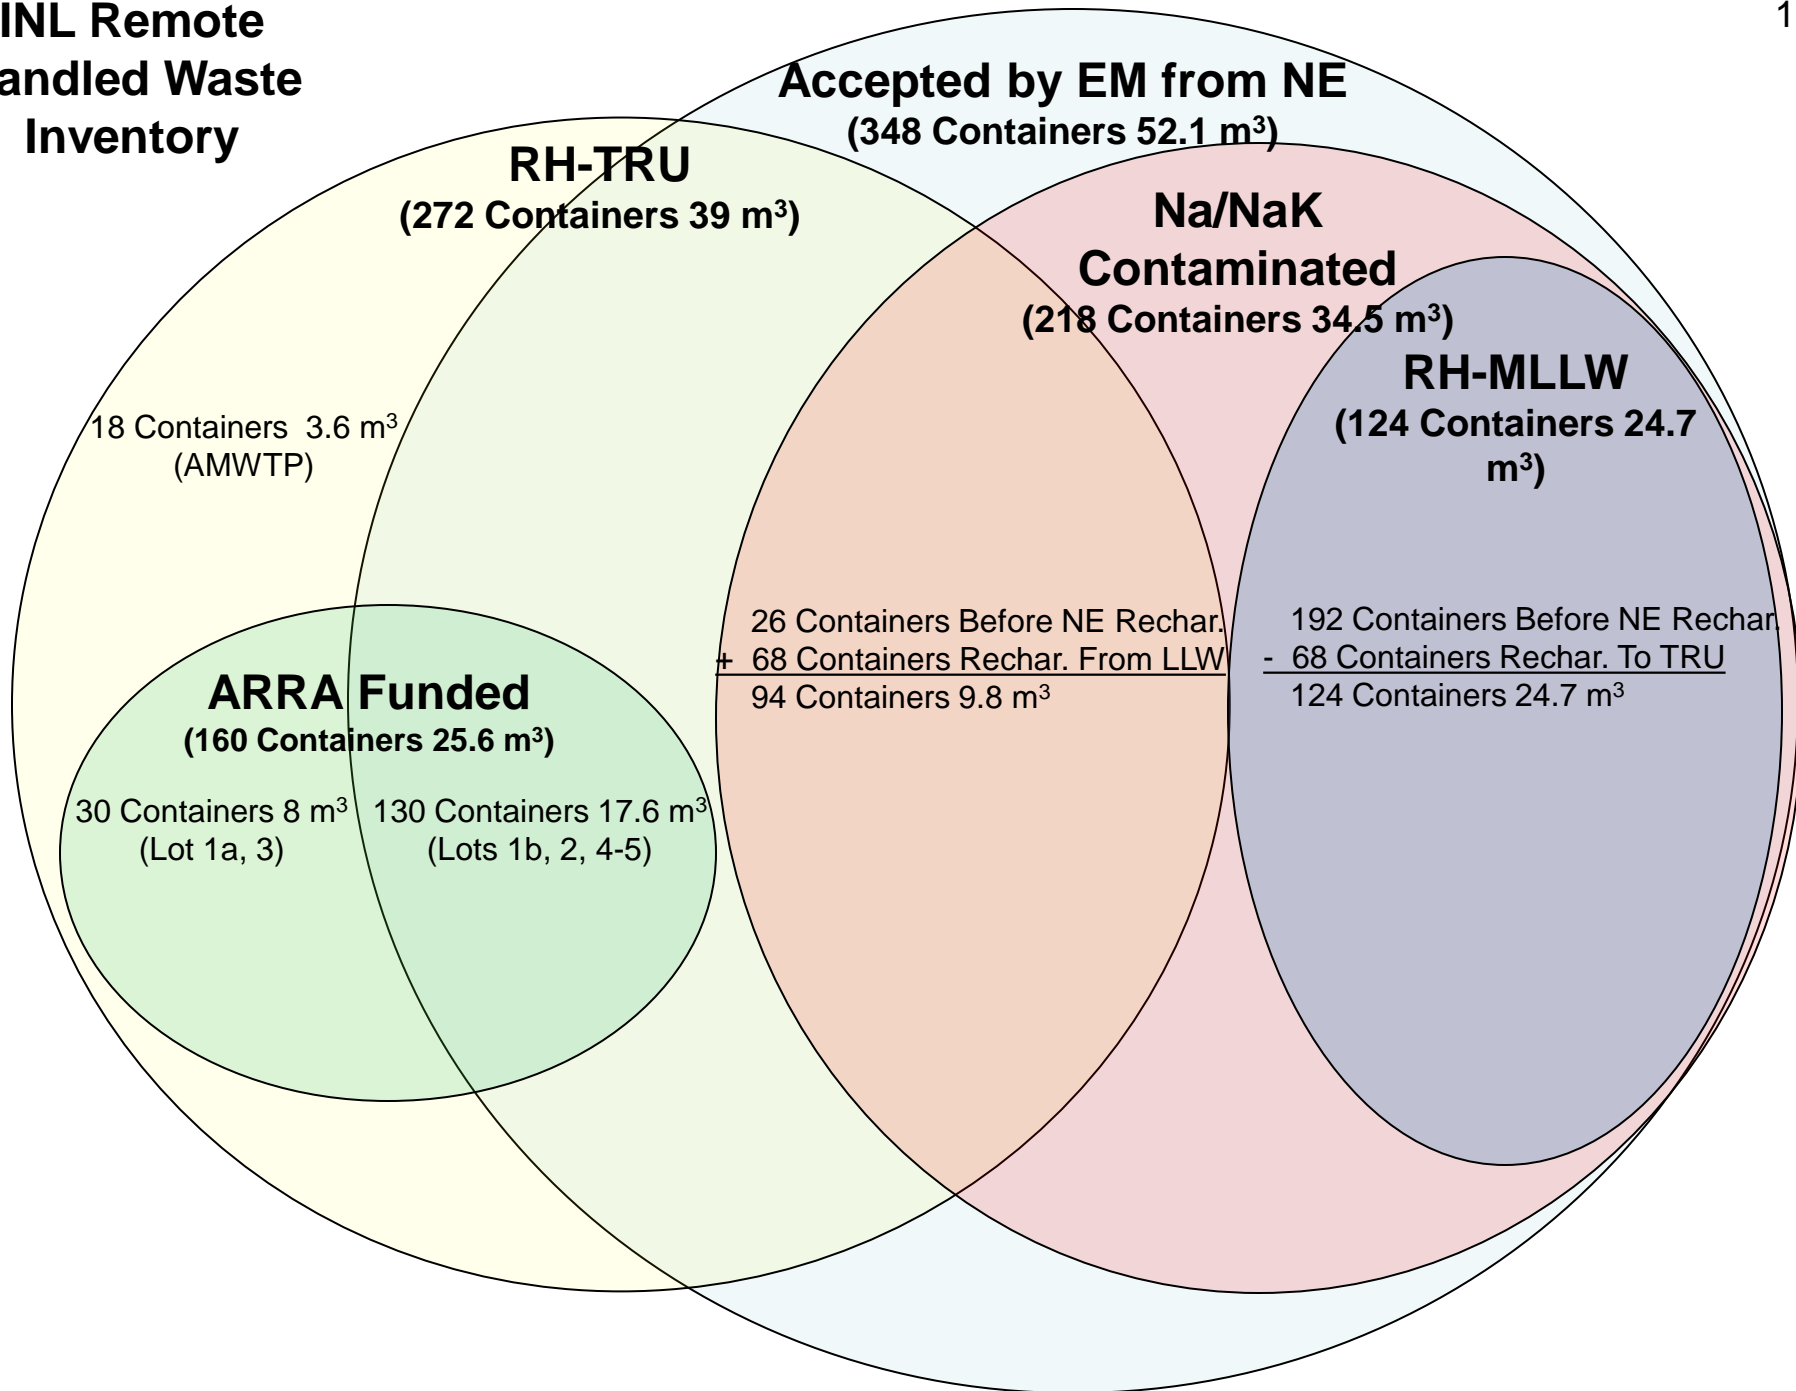 INL Remote
andled Waste
Inventory
1
Accepted by EM from NE
(348 Containers 52.1 m³)
RH-TRU
(272 Containers 39 m³)
Na/NaK
Contaminated
(218 Containers 34.5 m³)
RH-MLLW
(124 Containers 24.7
m³)
18 Containers  3.6 m³
(AMWTP)
26 Containers Before NE Rechar.
+  68 Containers Rechar. From LLW
94 Containers 9.8 m³
192 Containers Before NE Rechar.
-  68 Containers Rechar. To TRU
124 Containers 24.7 m³
ARRA Funded
(160 Containers 25.6 m³)
30 Containers 8 m³
(Lot 1a, 3)
130 Containers 17.6 m³
(Lots 1b, 2, 4-5)